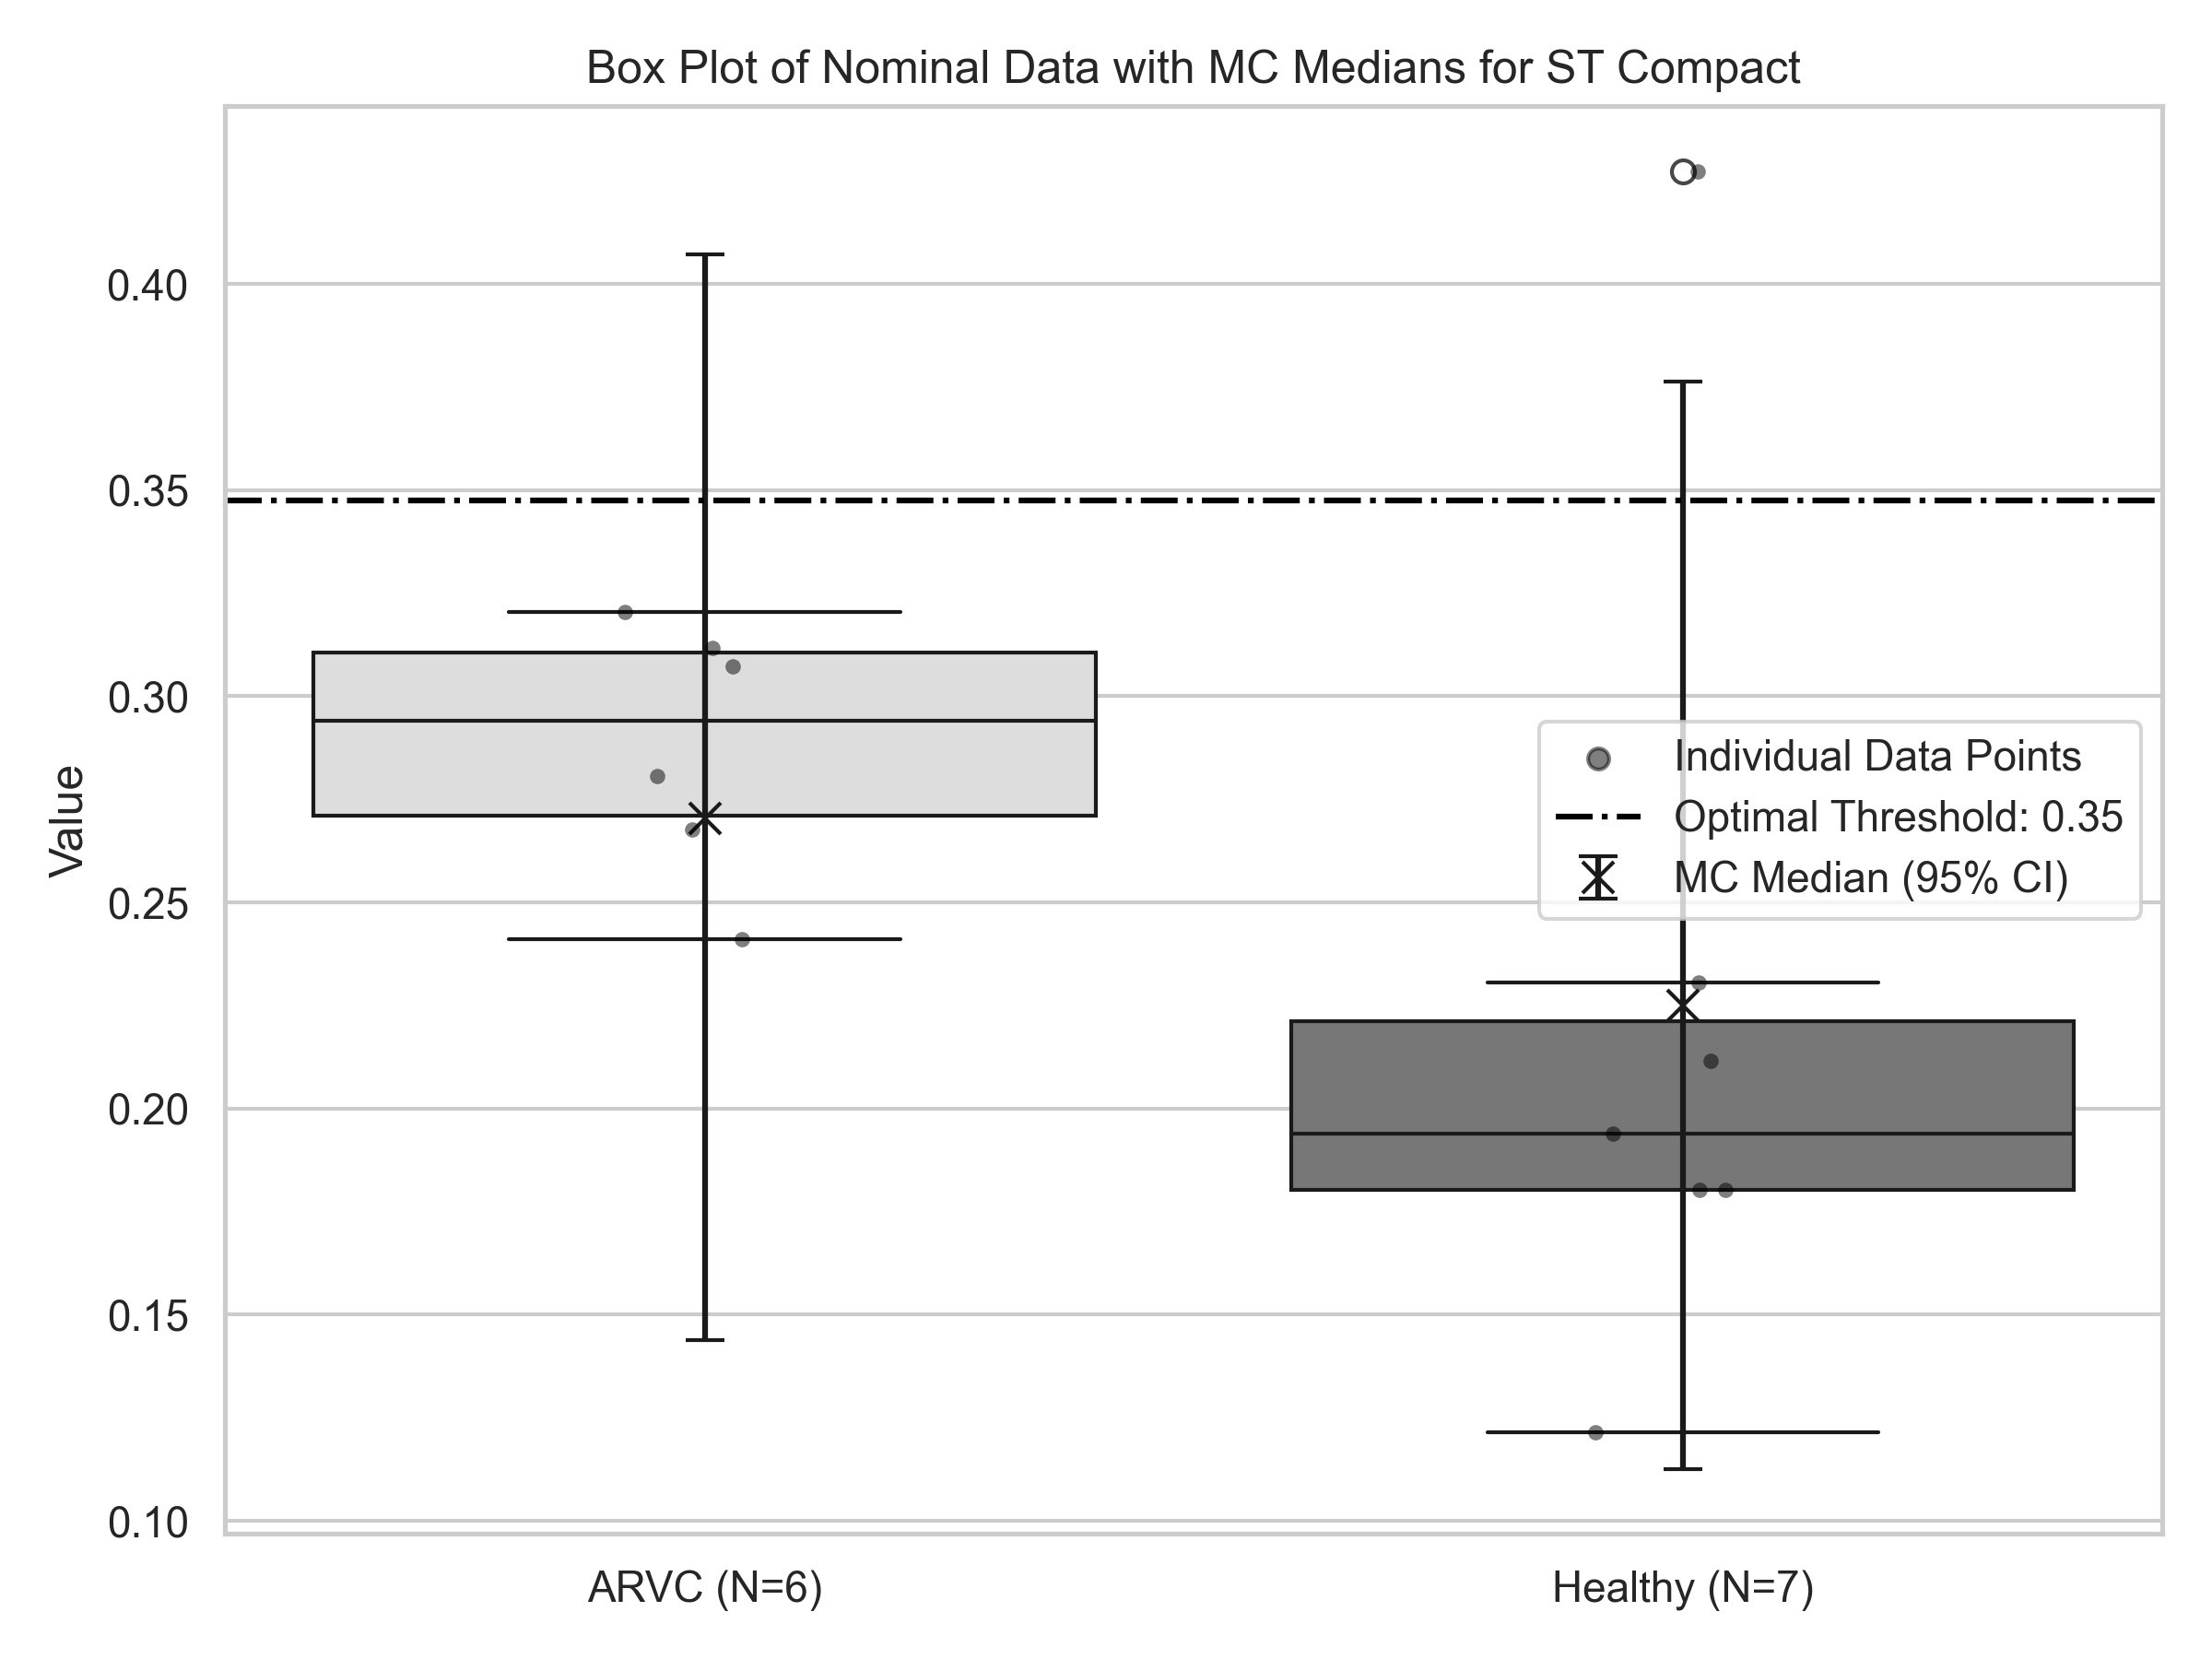 Box Plot of Nominal Data with MC Medians for ST Compact
Value
0.40
0.35
0.30
0.25
0.20
0.15
0.10
Individual Data Points
Optimal Threshold: 0.35
MC Median (95% CI)
ARVC (N=6)
Healthy (N=7)